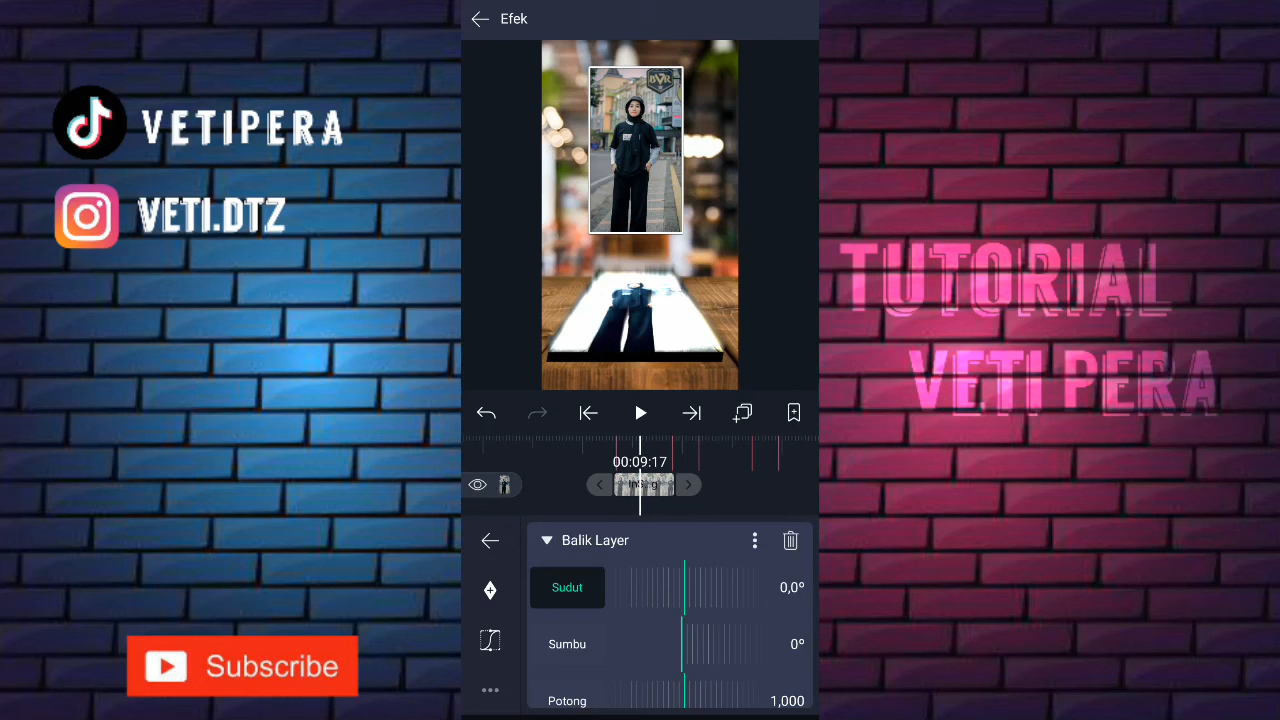 Efek
VETIPERA
VETI.DTZ
BVR
TUTORIAL
VETI PERA
00:09:17
Balik Layer
Sudut
0,0°
Sumbu
0°
Potong
1,000
Subscribe